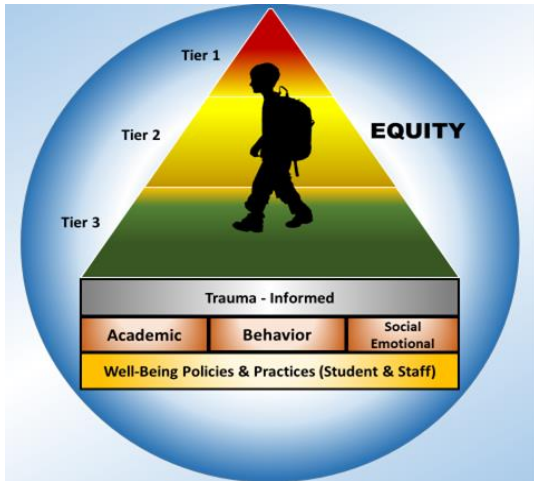 Tier 1
EQUITY
Tier 2
Tier 3
Trauma - Informed
Academic
Behavior
Social
Emotional
Well-Being Policies & Practices (Student & Staff)